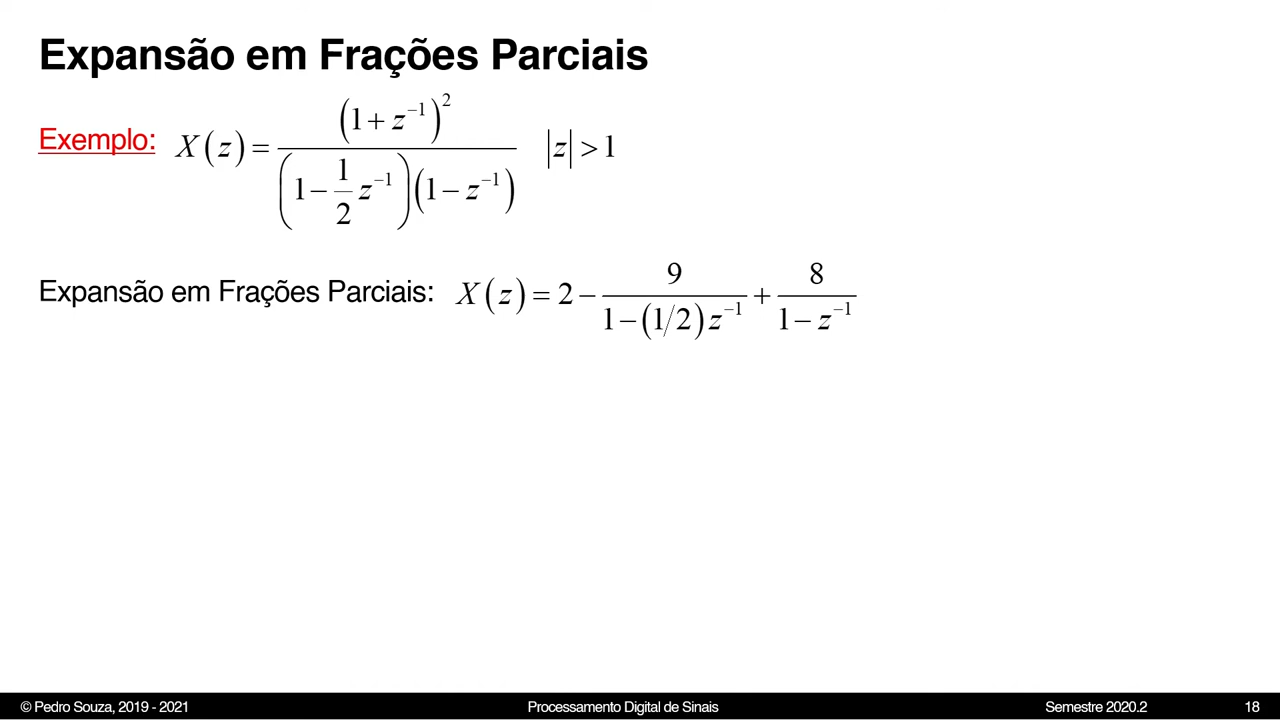 Expansão em Frações Parciais
Exemplo: X(z) = (1 + z⁻¹)² / (1 − 1/2 z⁻¹)(1 − z⁻¹)   |z| > 1
Expansão em Frações Parciais: X(z) = 2 − 9 / (1 − (1/2) z⁻¹) + 8 / (1 − z⁻¹)
© Pedro Souza, 2019 - 2021 Processamento Digital de Sinais Semestre 2020.2 18